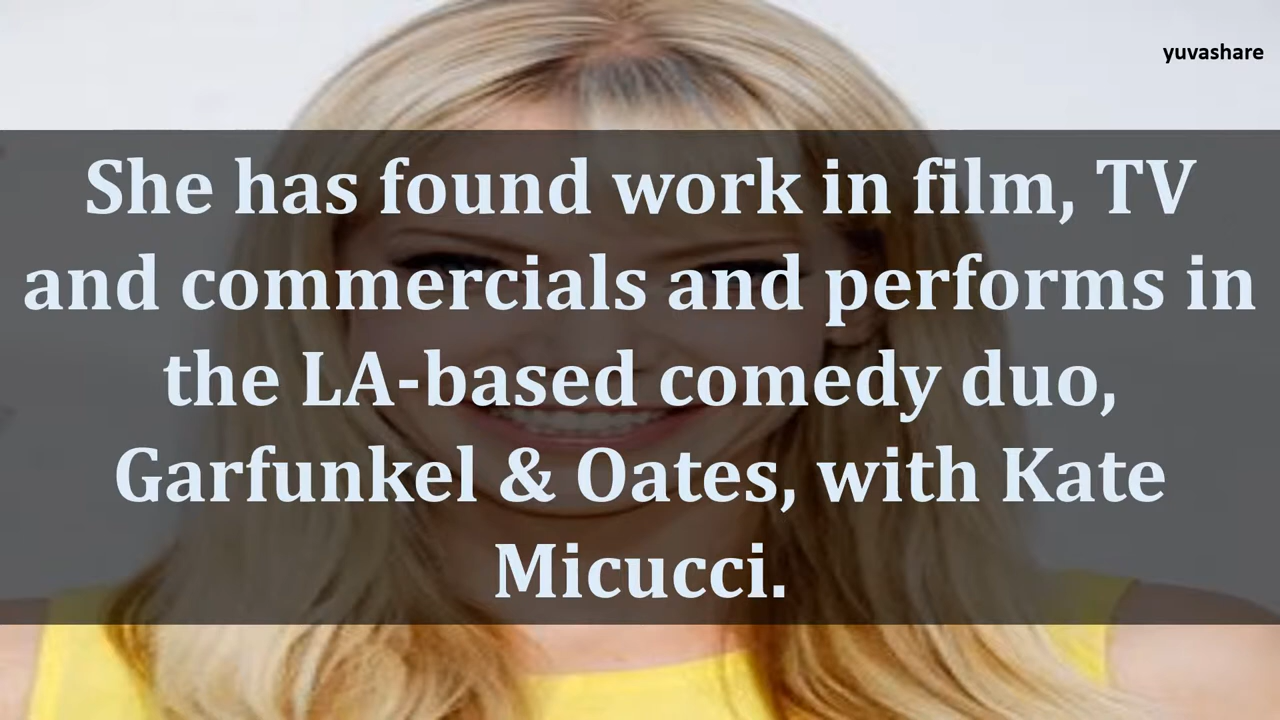 yuvashare
She has found work in film, TV
and commercials and performs in
the LA-based comedy duo,
Garfunkel & Oates, with Kate
Micucci.